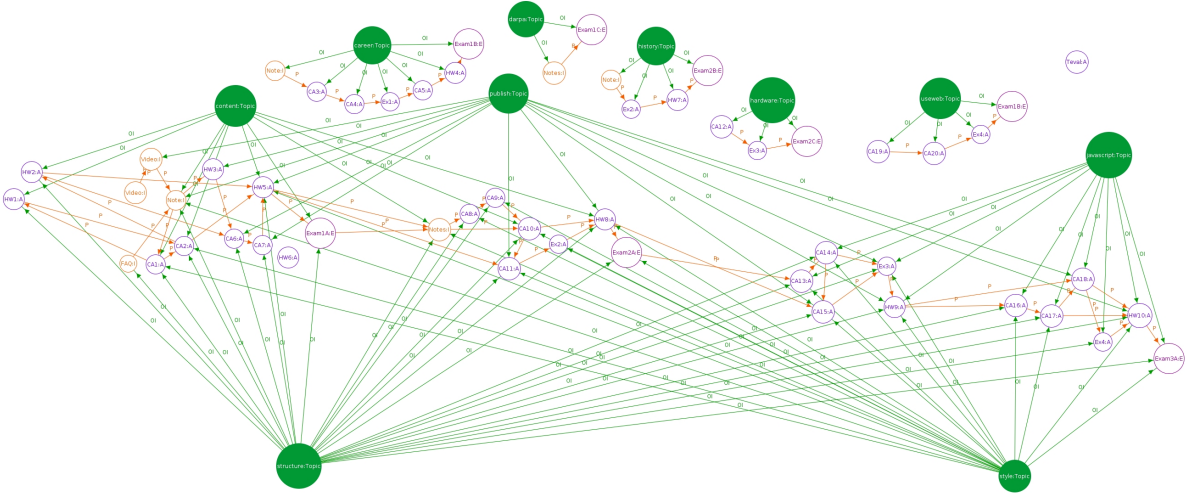 darpa:Topic
Exam1C:E
career:Topic
Exam1B:E
history:Topic
Teval:A
Note:I
HW4:A
Notes:I
Note:I
Exam2B:E
CA3:A
CA4:A
Ex1:A
CA5:A
publish:Topic
Ex2:A
HW7:A
hardware:Topic
useweb:Topic
Exam1B:E
content:Topic
CA12:A
Ex3:A
Exam2C:E
CA19:A
CA20:A
Ex4:A
javascript:Topic
Video:I
HW3:A
HW2:A
Video:I
Note:I
HW5:A
HW1:A
CA9:A
CA8:A
HW8:A
Exam1A:E
Notes:I
CA10:A
CA6:A
CA7:A
CA2:A
Ex2:A
HW6:A
Exam2A:E
CA14:A
FAQ:I
CA1:A
CA11:A
Ex3:A
CA13:A
CA18:A
CA15:A
HW9:A
CA16:A
CA17:A
HW10:A
Ex4:A
Exam3A:E
structure:Topic
style:Topic
OI
P